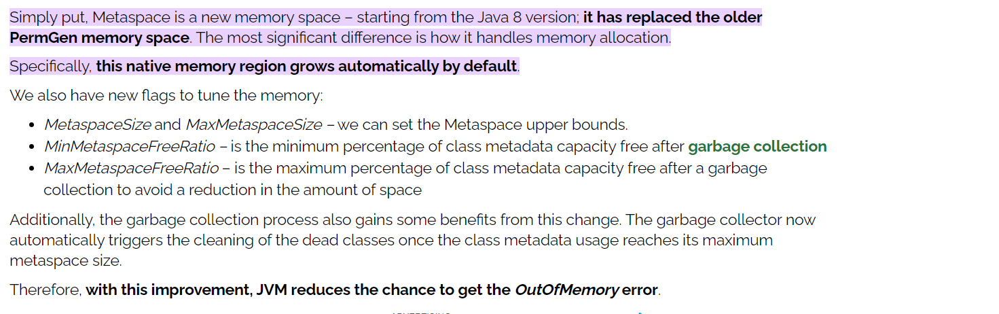 Simply put, Metaspace is a new memory space – starting from the Java 8 version; it has replaced the older
PermGen memory space. The most significant difference is how it handles memory allocation.
Specifically, this native memory region grows automatically by default.
We also have new flags to tune the memory:
• MetaspaceSize and MaxMetaspaceSize – we can set the Metaspace upper bounds.
• MinMetaspaceFreeRatio – is the minimum percentage of class metadata capacity free after garbage collection
• MaxMetaspaceFreeRatio – is the maximum percentage of class metadata capacity free after a garbage
collection to avoid a reduction in the amount of space
Additionally, the garbage collection process also gains some benefits from this change. The garbage collector now
automatically triggers the cleaning of the dead classes once the class metadata usage reaches its maximum
metaspace size.
Therefore, with this improvement, JVM reduces the chance to get the OutOfMemory error.